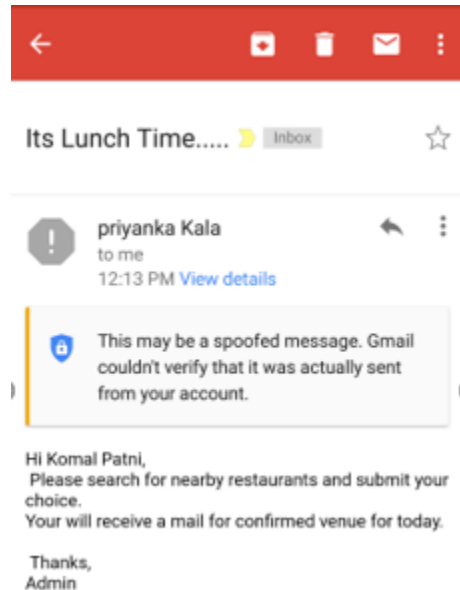 Its Lunch Time..... Inbox
priyanka Kala
to me
12:13 PM View details
This may be a spoofed message. Gmail
couldn't verify that it was actually sent
from your account.
Hi Komal Patni,
Please search for nearby restaurants and submit your
choice.
Your will receive a mail for confirmed venue for today.
Thanks,
Admin